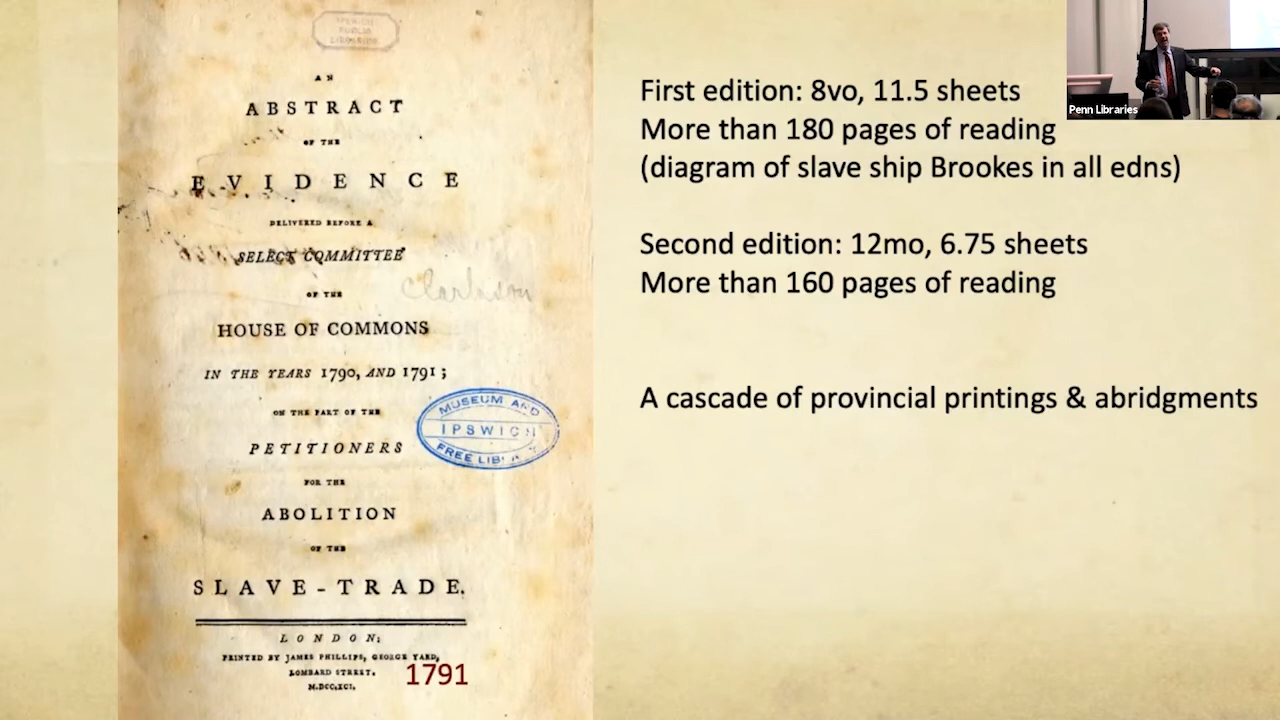 IPSWICH
PUBLIC
AN
ABSTRACT
OF THE
EVIDENCE
DELIVERED BEFORE A
SELECT COMMITTEE
OF THE
Clarkson
HOUSE OF COMMONS
IN THE YEARS 1790, AND 1791;
ON THE PART OF THE
PETITIONERS
FOR THE
ABOLITION
OF THE
SLAVE-TRADE.
MUSEUM AND
IPSWICH
LONDON;
PRINTED BY JAMES PHILLIPS, GEORGE YARD,
LOMBARD STREET.
M.DCC.XCI.
1791
First edition: 8vo, 11.5 sheets
More than 180 pages of reading
(diagram of slave ship Brookes in all edns)
Second edition: 12mo, 6.75 sheets
More than 160 pages of reading
A cascade of provincial printings & abridgments
Penn Libraries